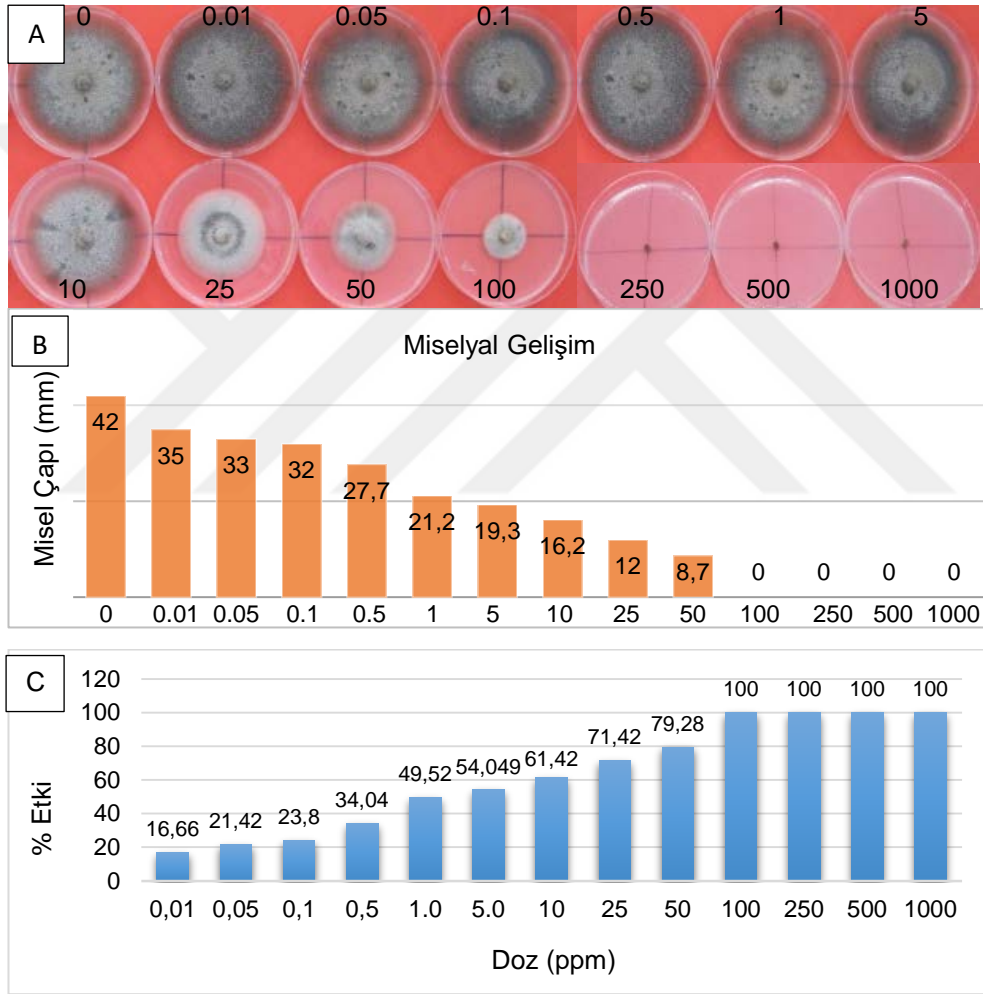 A
0 0.01 0.05 0.1 0.5 1 5
10 25 50 100 250 500 1000
B
Miselyal Gelişim
Misel Çapı (mm)
42 35 33 32 27,7 21,2 19,3 16,2 12 8,7 0 0 0 0
0 0.01 0.05 0.1 0.5 1 5 10 25 50 100 250 500 1000
C
% Etki
120
100
80
60
40
20
0
16,66 21,42 23,8 34,04 49,52 54,049 61,42 71,42 79,28 100 100 100 100
0,01 0,05 0,1 0,5 1.0 5.0 10 25 50 100 250 500 1000
Doz (ppm)